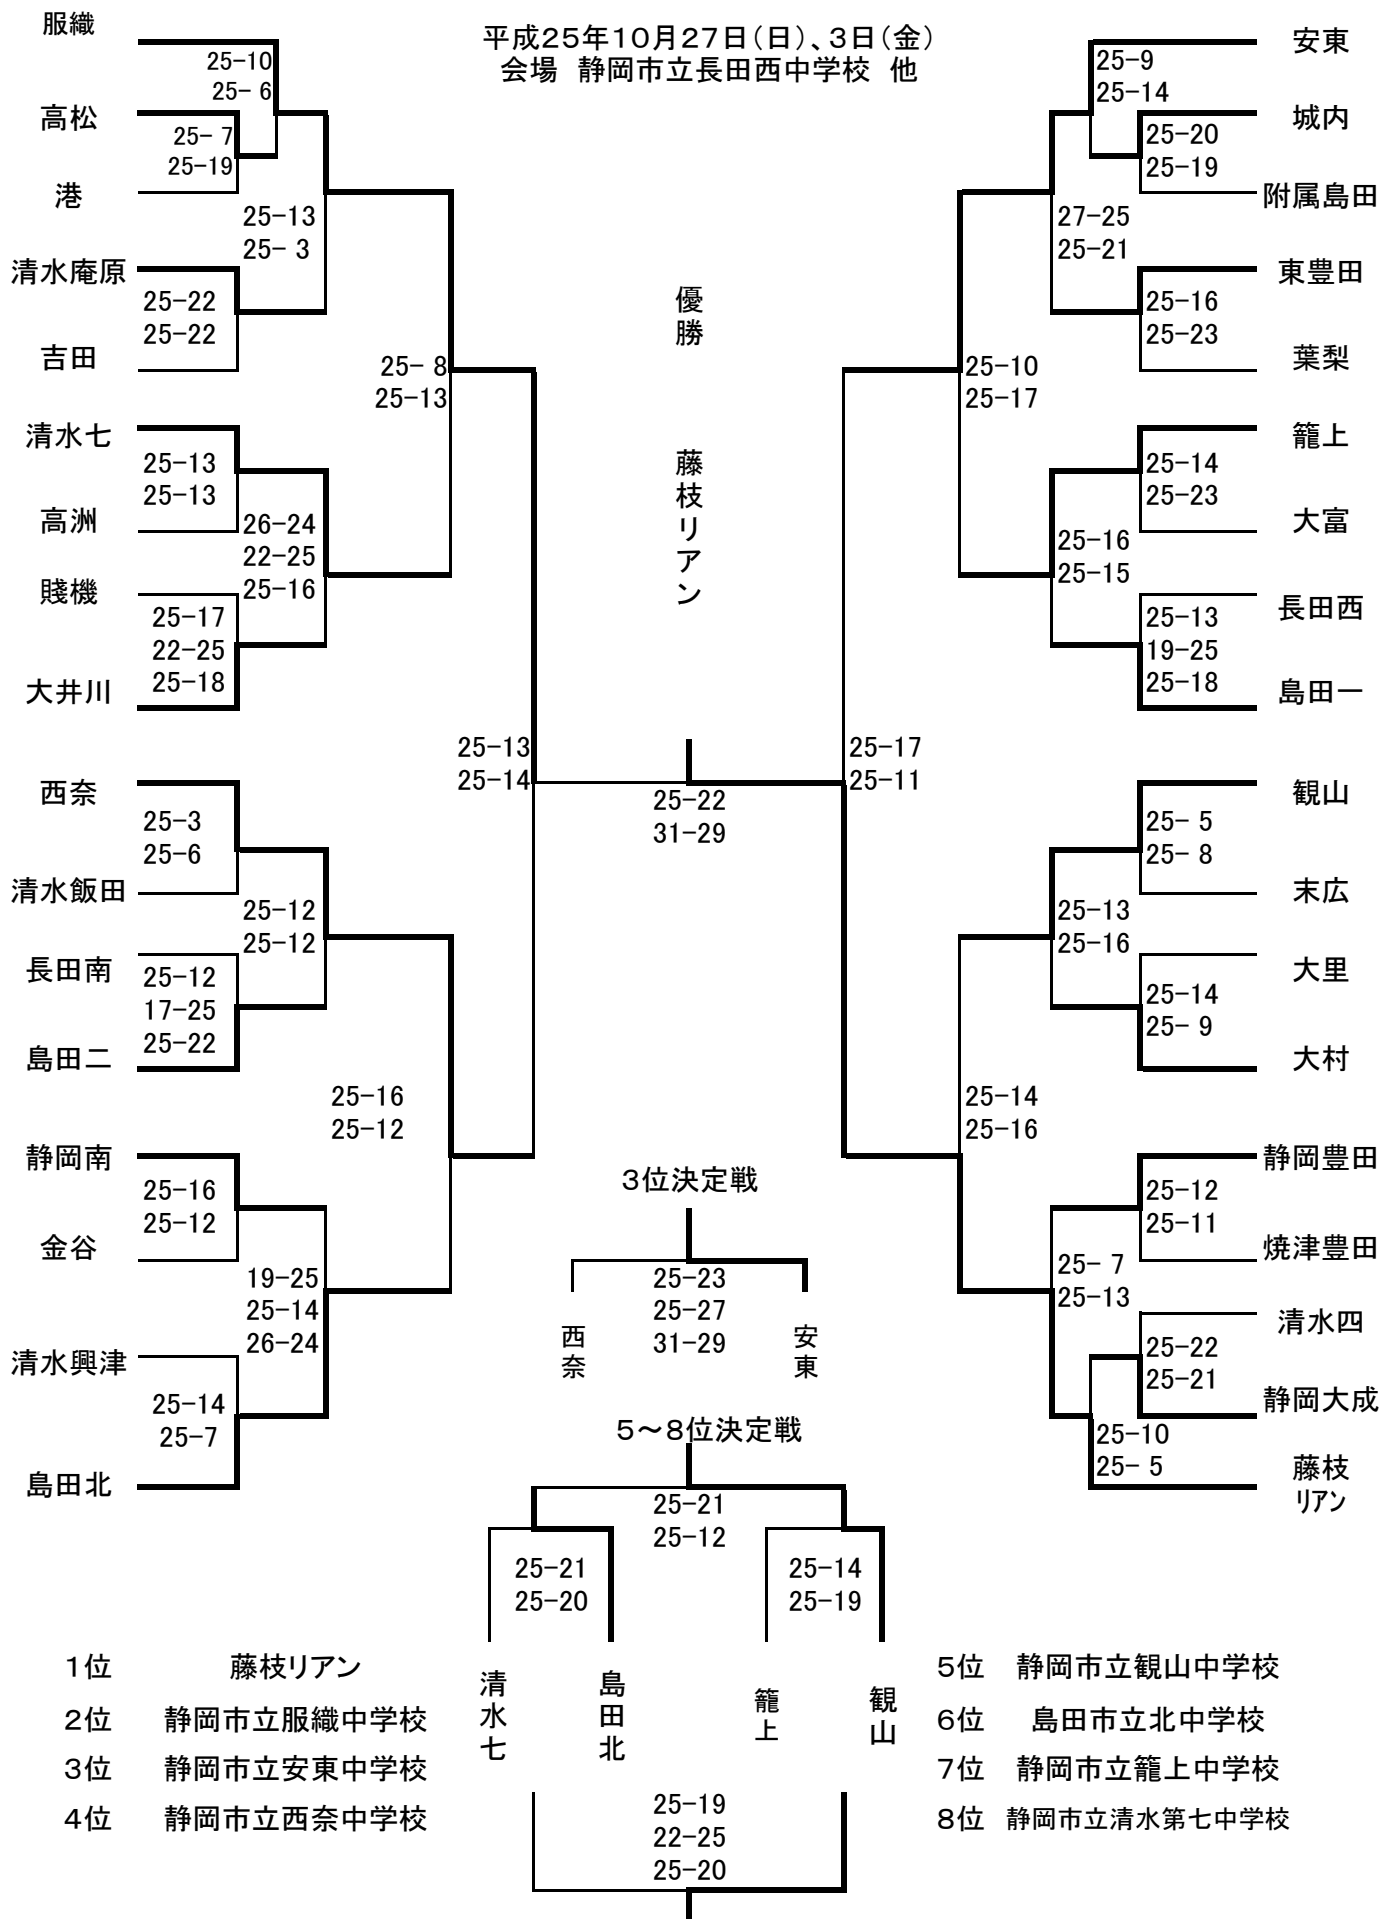 平成25年10月27日(日)、3日(金)
会場 静岡市立長田西中学校 他
服織
25-10
25- 6
高松
25- 7
25-19
港
25-13
25- 3
清水庵原
25-22
25-22
吉田
25- 8
25-13
清水七
25-13
25-13
高洲
26-24
22-25
25-16
賤機
25-17
22-25
25-18
大井川
25-13
25-14
西奈
25-3
25-6
清水飯田
25-12
25-12
長田南
25-12
17-25
25-22
島田二
25-16
25-12
静岡南
25-16
25-12
金谷
19-25
25-14
26-24
清水興津
25-14
25-7
島田北
優勝
藤枝リアン
25-22
31-29
安東
25-9
25-14
城内
25-20
25-19
附属島田
27-25
25-21
東豊田
25-16
25-23
葉梨
25-10
25-17
籠上
25-14
25-23
大富
25-16
25-15
長田西
25-13
19-25
25-18
島田一
25-17
25-11
観山
25- 5
25- 8
末広
25-13
25-16
大里
25-14
25- 9
大村
25-14
25-16
静岡豊田
25-12
25-11
焼津豊田
25- 7
25-13
清水四
25-22
25-21
静岡大成
25-10
25- 5
藤枝
リアン
3位決定戦
25-23
25-27
31-29
西奈
安東
5~8位決定戦
25-21
25-12
25-21
25-20
25-14
25-19
清水七
島田北
籠上
観山
25-19
22-25
25-20
1位 藤枝リアン
2位 静岡市立服織中学校
3位 静岡市立安東中学校
4位 静岡市立西奈中学校
5位 静岡市立観山中学校
6位 島田市立北中学校
7位 静岡市立籠上中学校
8位 静岡市立清水第七中学校